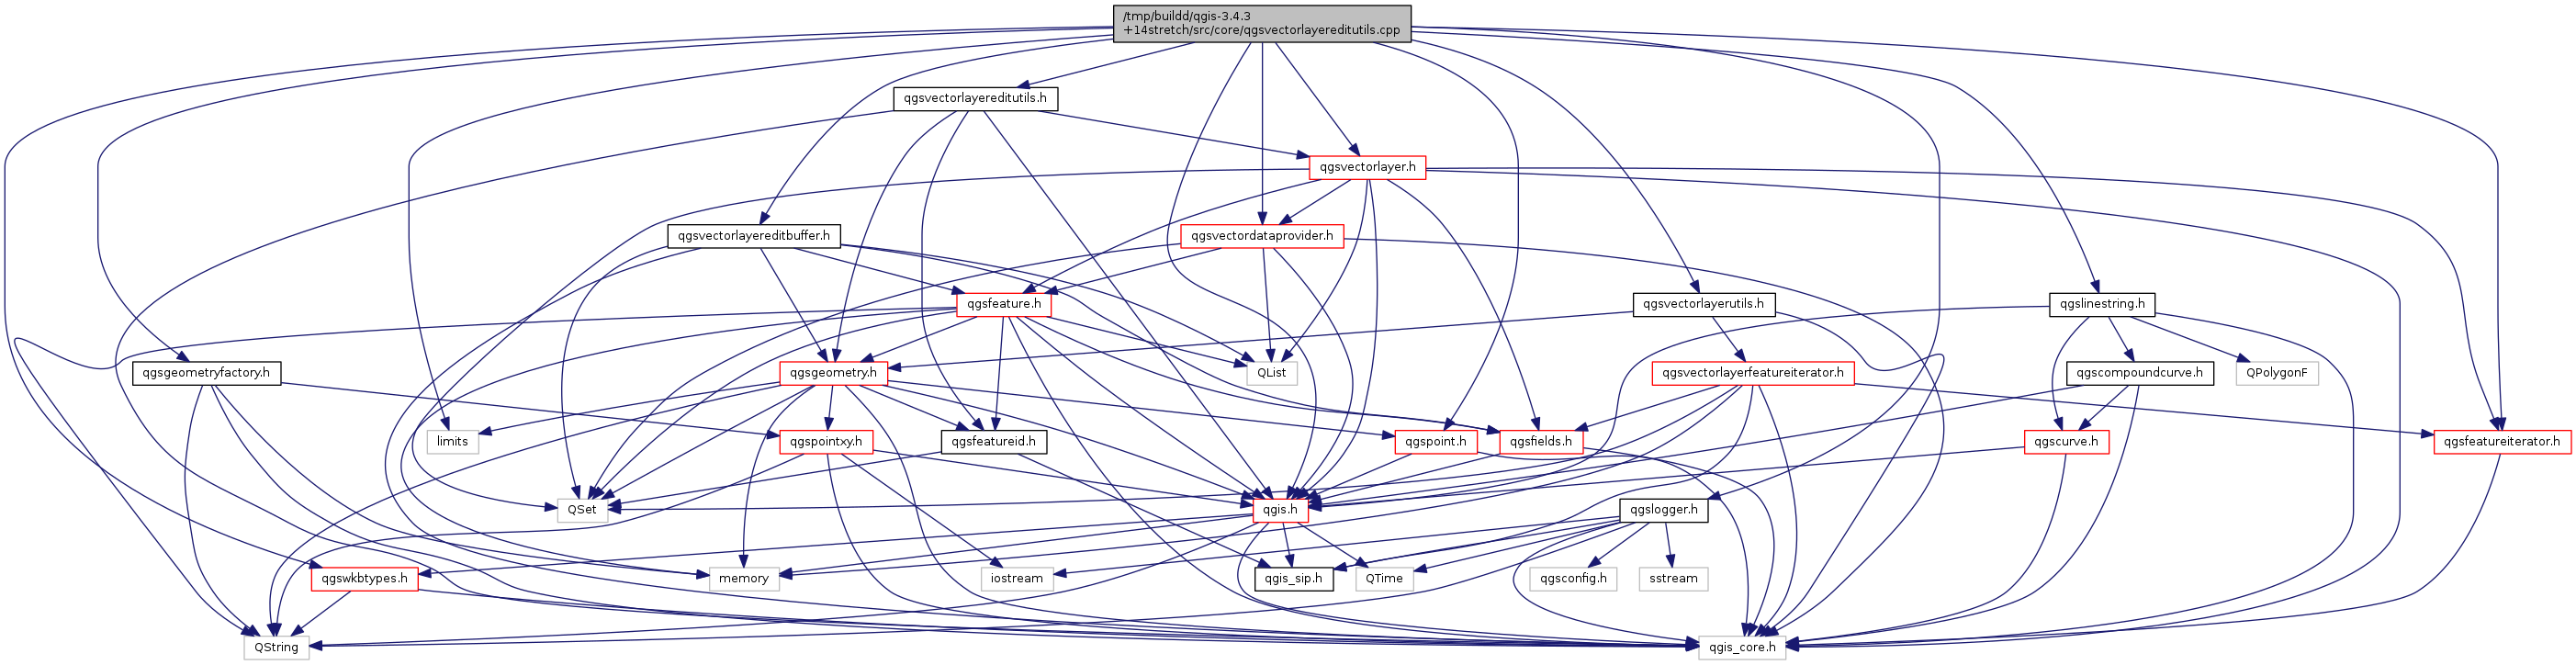 /tmp/buildd/qgis-3.4.3
+14stretch/src/core/qgsvectorlayereditutils.cpp
qgsvectorlayereditutils.h
qgsvectorlayer.h
qgsvectorlayereditbuffer.h
qgsvectordataprovider.h
qgsfeature.h
qgsvectorlayerutils.h
qgslinestring.h
qgsgeometryfactory.h
qgsgeometry.h
QList
qgsvectorlayerfeatureiterator.h
qgscompoundcurve.h
QPolygonF
limits
qgspointxy.h
qgsfeatureid.h
qgspoint.h
qgsfields.h
qgscurve.h
qgsfeatureiterator.h
QSet
qgis.h
qgslogger.h
qgswkbtypes.h
memory
iostream
qgis_sip.h
QTime
qgsconfig.h
sstream
QString
qgis_core.h